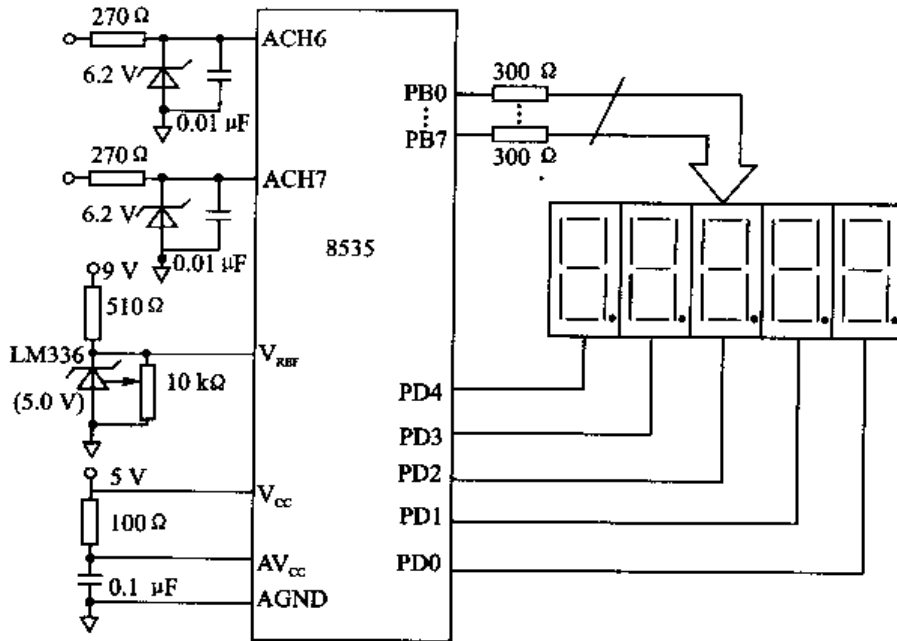 270 Ω
ACH6
6.2 V
0.01 μF
270 Ω
ACH7
6.2 V
0.01 μF
9 V
510 Ω
LM336
(5.0 V)
10 kΩ
V_REF
5 V
V_CC
100 Ω
AV_CC
0.1 μF
AGND
8535
PB0
PB7
300 Ω
300 Ω
PD4
PD3
PD2
PD1
PD0